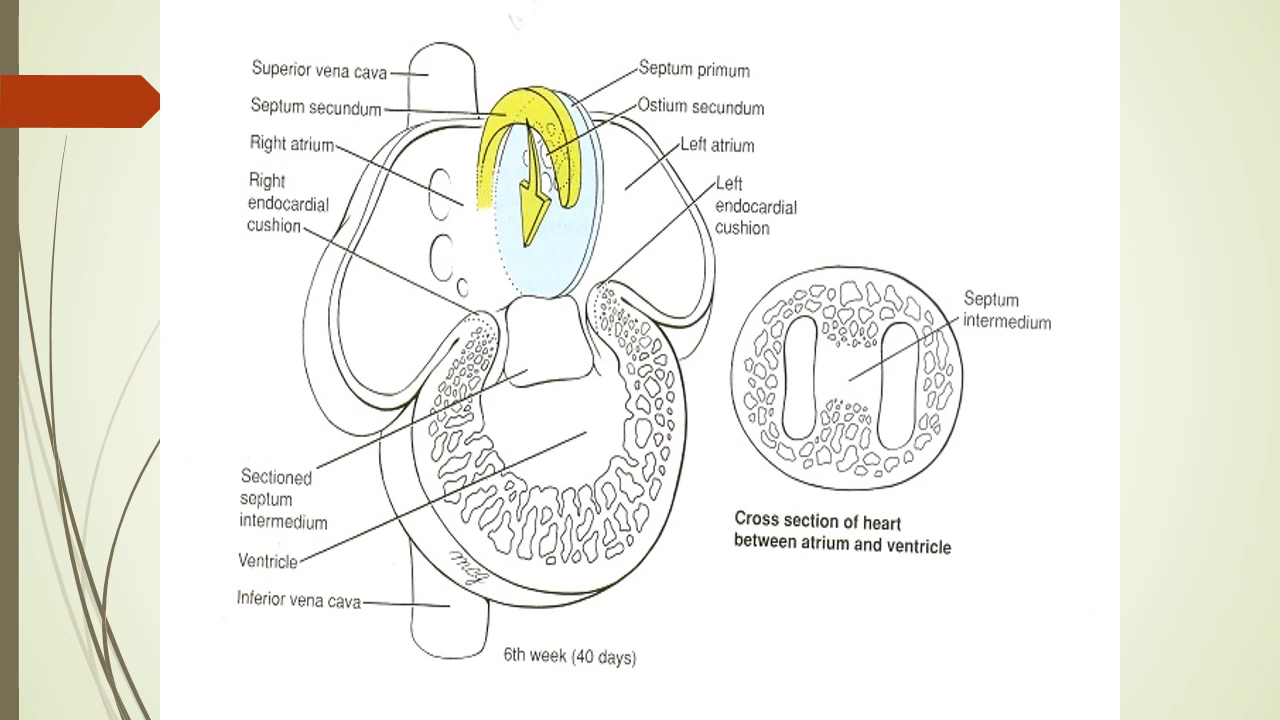 Superior vena cava
Septum secundum
Right atrium
Right
endocardial
cushion
Septum primum
Ostium secundum
Left atrium
Left
endocardial
cushion
Septum
intermedium
Sectioned
septum
intermedium
Ventricle
Inferior vena cava
Cross section of heart
between atrium and ventricle
6th week (40 days)